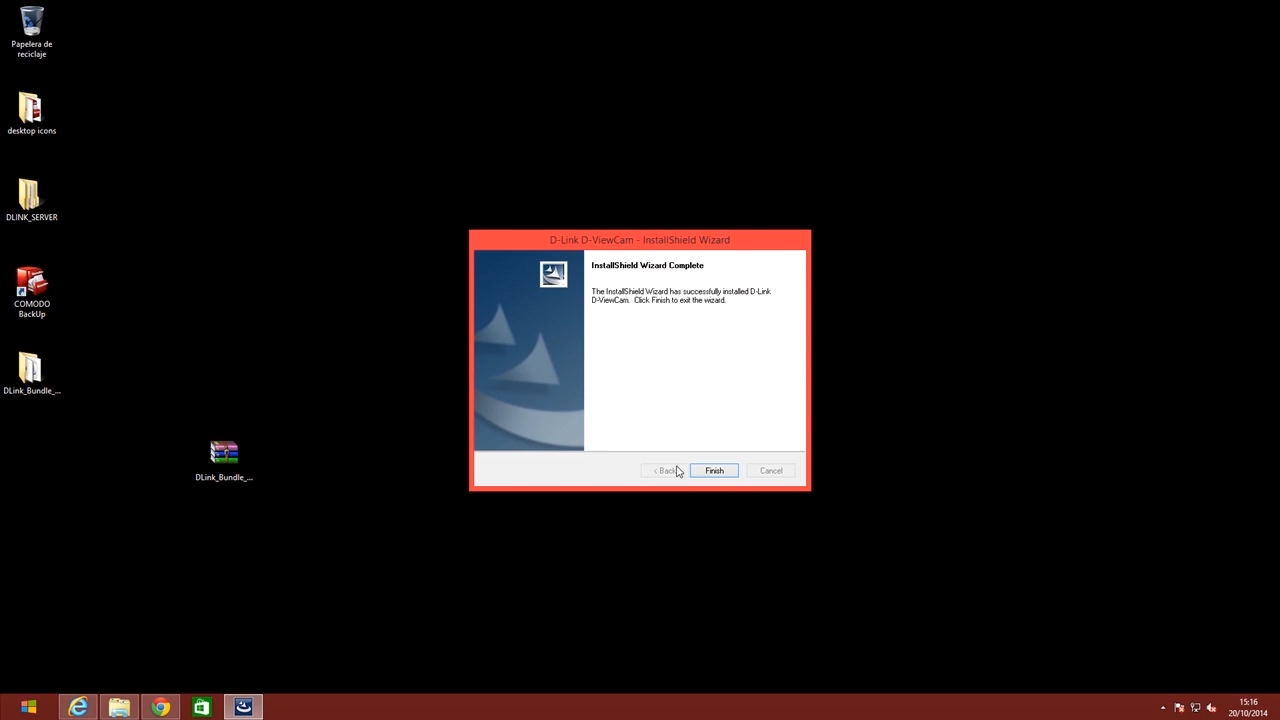 Papelera de
reciclaje
desktop icons
DLINK_SERVER
COMODO
BackUp
DLink_Bundle_...
DLink_Bundle_...
D-Link D-ViewCam - InstallShield Wizard
InstallShield Wizard Complete
The InstallShield Wizard has successfully installed D-Link
D-ViewCam. Click Finish to exit the wizard.
< Back
Finish
Cancel
15:16
20/10/2014